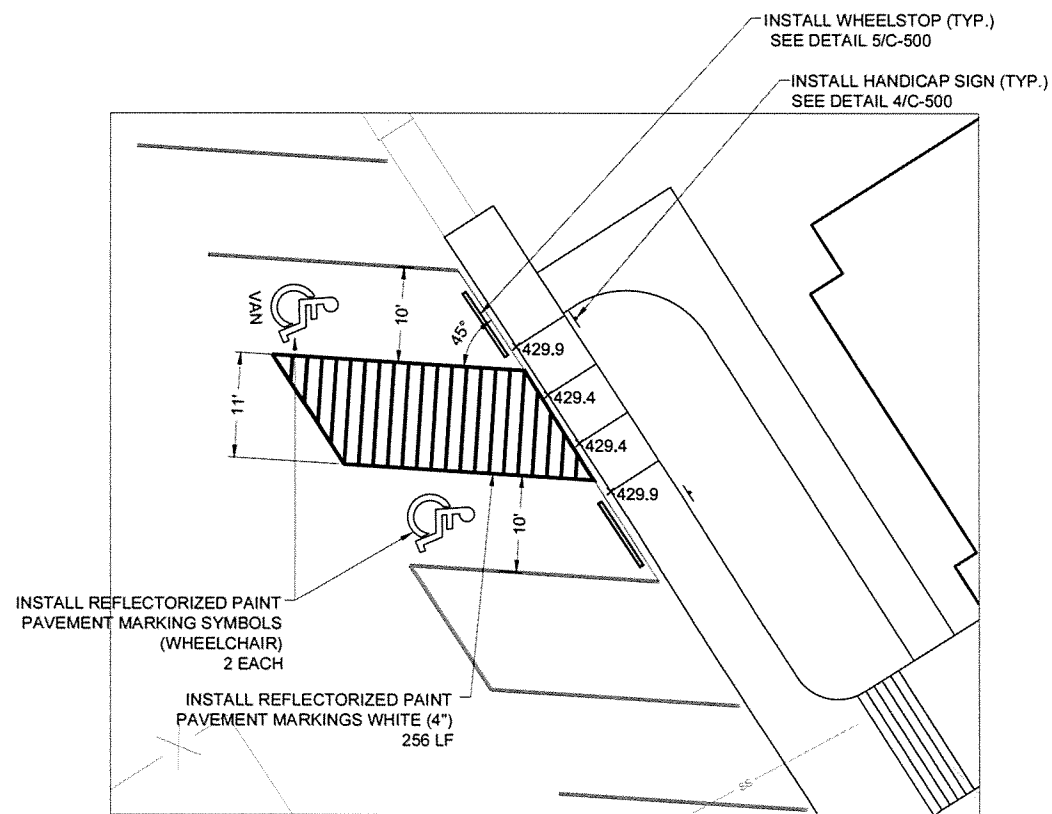 INSTALL WHEELSTOP (TYP.)
SEE DETAIL 5/C-500
INSTALL HANDICAP SIGN (TYP.)
SEE DETAIL 4/C-500
VAN
10'
45°
429.9
429.4
11'
429.4
429.9
10'
INSTALL REFLECTORIZED PAINT
PAVEMENT MARKING SYMBOLS
(WHEELCHAIR)
2 EACH
INSTALL REFLECTORIZED PAINT
PAVEMENT MARKINGS WHITE (4")
256 LF
SS